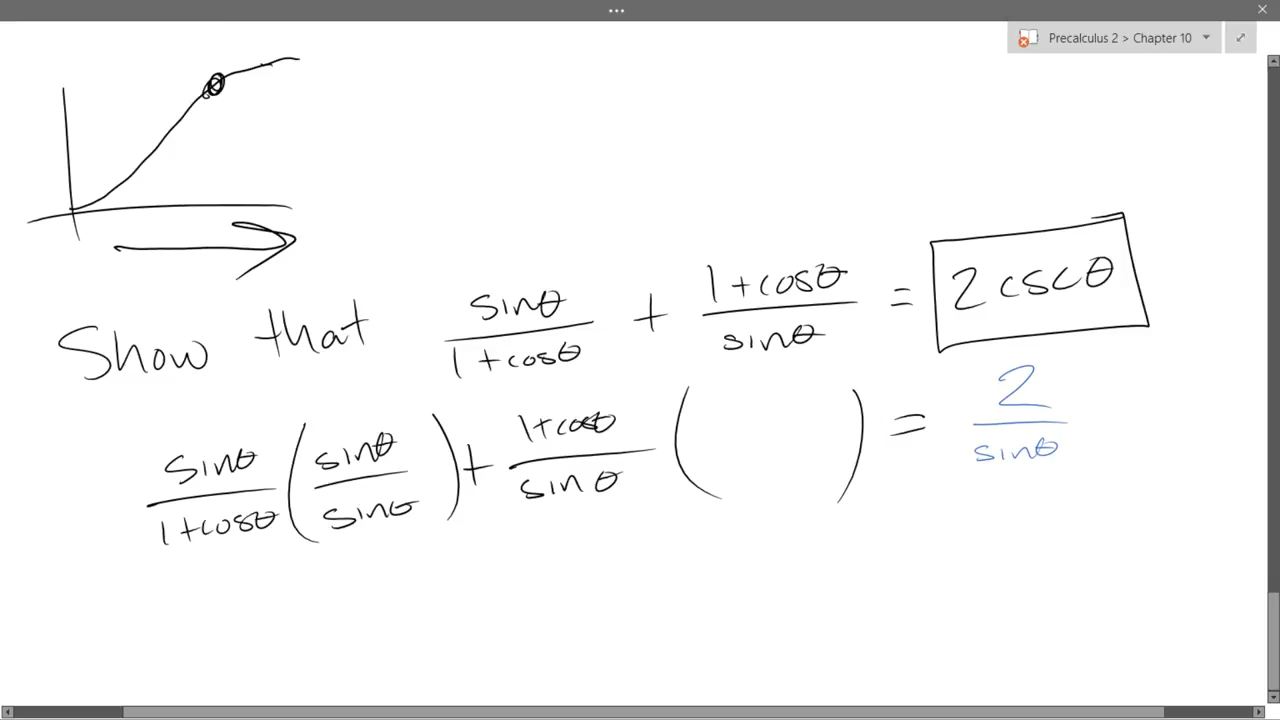 Precalculus 2 > Chapter 10
Show that sinθ/(1+cosθ) + (1+cosθ)/sinθ = 2cscθ
sinθ/(1+cosθ) (sinθ/sinθ) + (1+cosθ)/sinθ ( ) = 2/sinθ